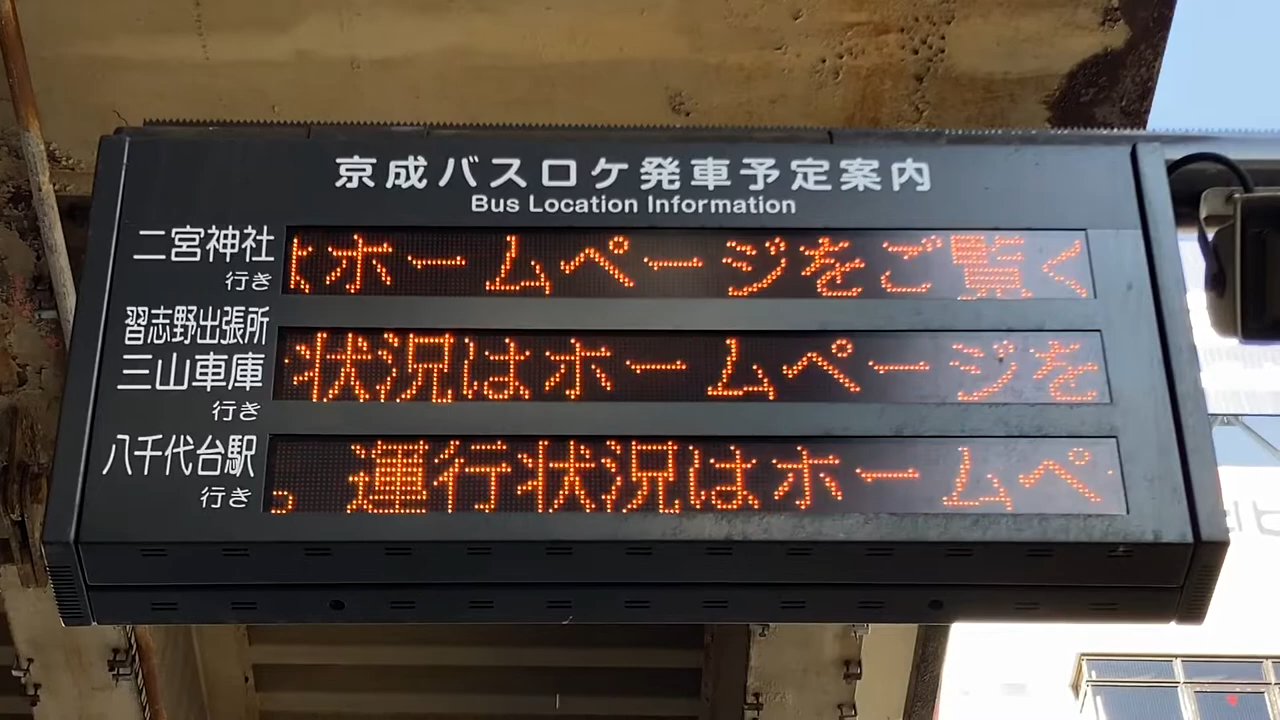 京成バスロケ発車予定案内
Bus Location Information
二宮神社
行き
はホームページをご覧く
習志野出張所
三山車庫
行き
状況はホームページを
八千代台駅
行き
。運行状況はホームペ